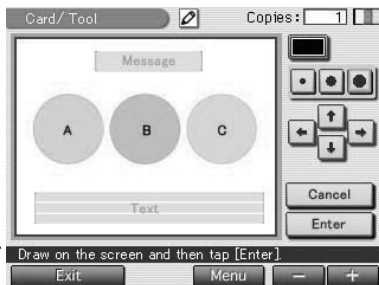 Card/Tool Copies: 1
Message
A B C
Text
Cancel
Enter
Draw on the screen and then tap [Enter].
Exit Menu − +